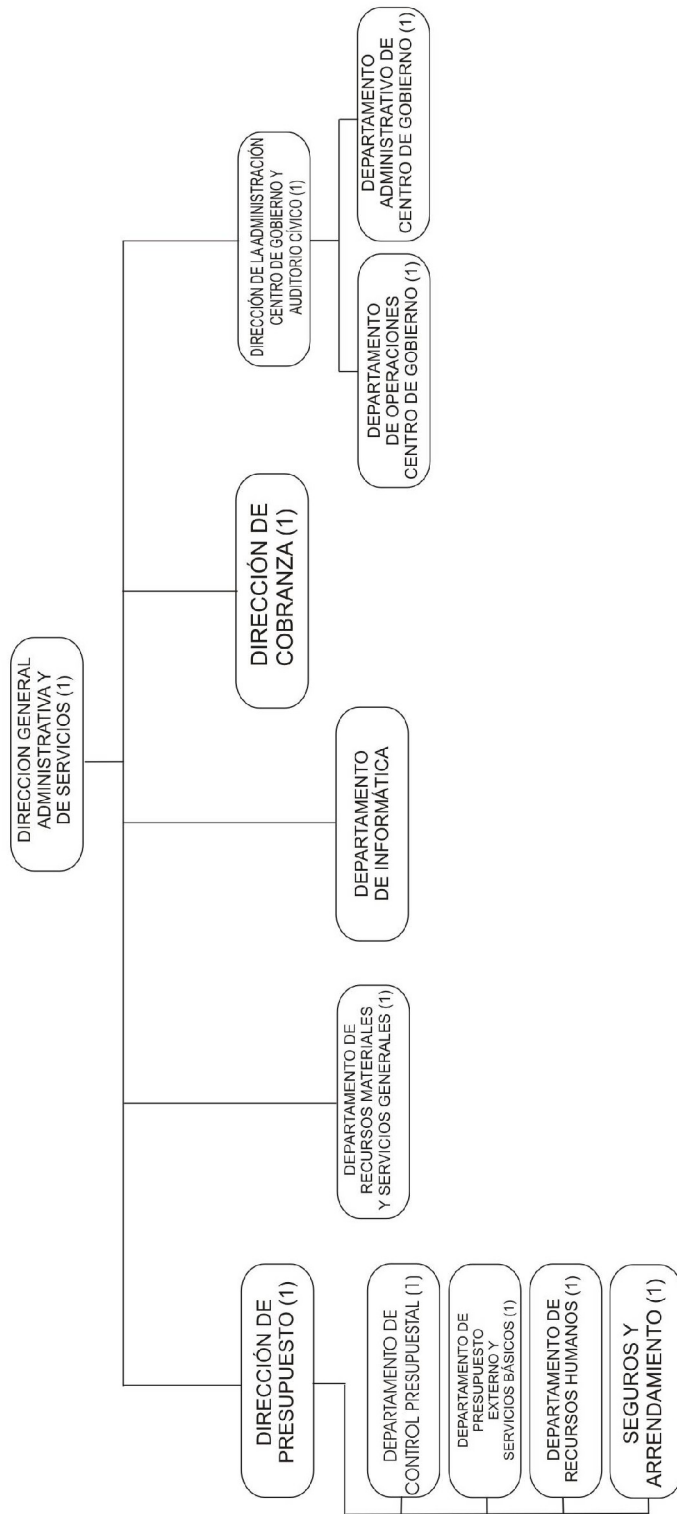 DIRECCION GENERAL
ADMINISTRATIVA Y
DE SERVICIOS (1)
DIRECCIÓN DE
PRESUPUESTO (1)
DEPARTAMENTO DE
CONTROL PRESUPUESTAL (1)
DEPARTAMENTO DE
PRESUPUESTO
EXTERNO Y
SERVICIOS BÁSICOS (1)
DEPARTAMENTO DE
RECURSOS HUMANOS (1)
SEGUROS Y
ARRENDAMIENTO (1)
DEPARTAMENTO DE
RECURSOS MATERIALES
Y SERVICIOS GENERALES (1)
DEPARTAMENTO
DE INFORMÁTICA
DIRECCIÓN DE
COBRANZA (1)
DIRECCIÓN DE LA ADMINISTRACIÓN
CENTRO DE GOBIERNO Y
AUDITORIO CÍVICO (1)
DEPARTAMENTO
DE OPERACIONES
CENTRO DE GOBIERNO (1)
DEPARTAMENTO
ADMINISTRATIVO DE
CENTRO DE GOBIERNO (1)